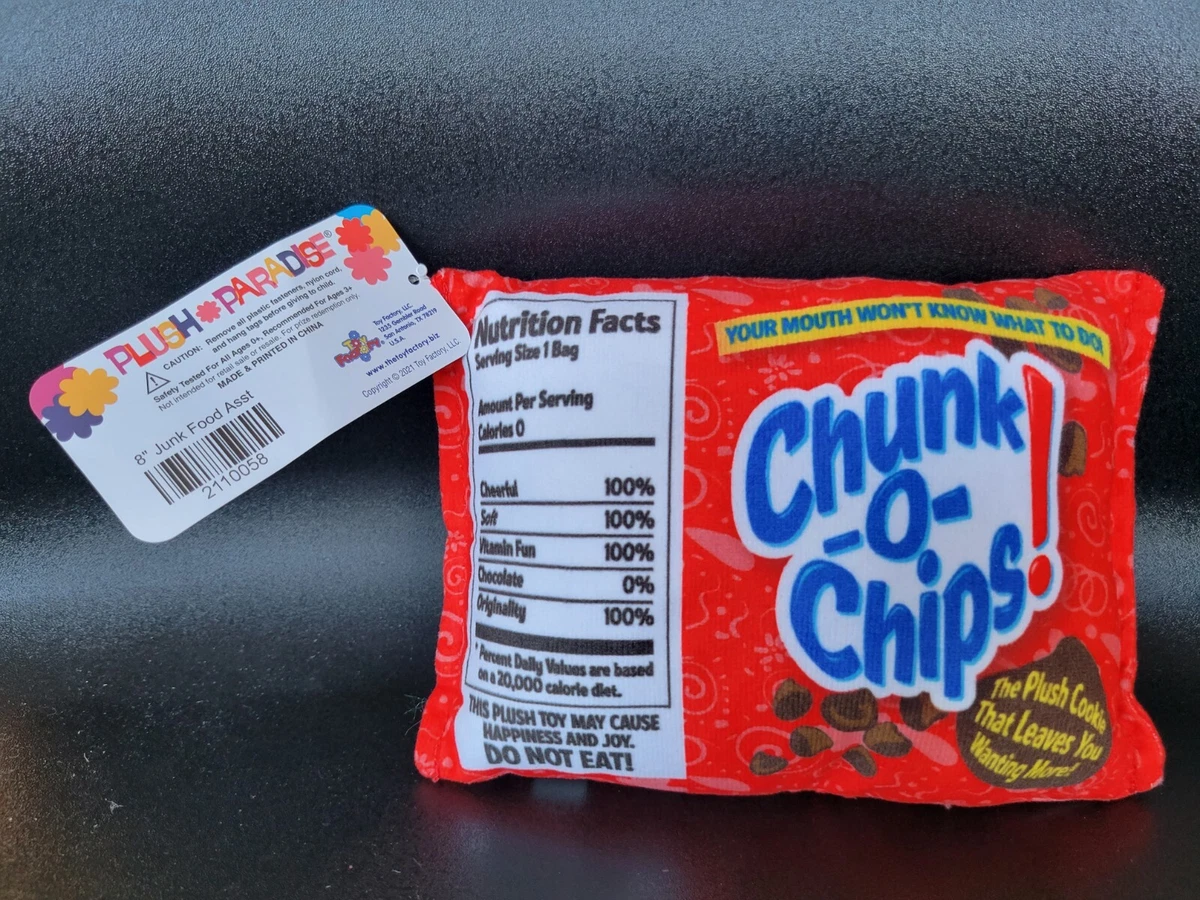 PLUSH PARADISE®
CAUTION: Remove all plastic fasteners, nylon cord,
and hang tags before giving to child.
Safety Tested For All Ages 0+, Recommended For Ages 3+
Not intended for retail sale or resale. For prize redemption only.
MADE & PRINTED IN CHINA
8" Junk Food Asst
2110058
Toy Factory
Toy Factory, LLC.
1235 Gembler Road
San Antonio, TX 78219
U.S.A.
www.thetoyfactory.biz
Copyright © 2021 Toy Factory, LLC
Nutrition Facts
Serving Size 1 Bag
Amount Per Serving
Calories 0
Cheerful 100%
Soft 100%
Vitamin Fun 100%
Chocolate 0%
Originality 100%
* Percent Daily Values are based
on a 20,000 calorie diet.
THIS PLUSH TOY MAY CAUSE
HAPPINESS AND JOY.
DO NOT EAT!
YOUR MOUTH WON'T KNOW WHAT TO DO!
Chunk
-O-
Chips!
The Plush Cookie
That Leaves You
Wanting More!